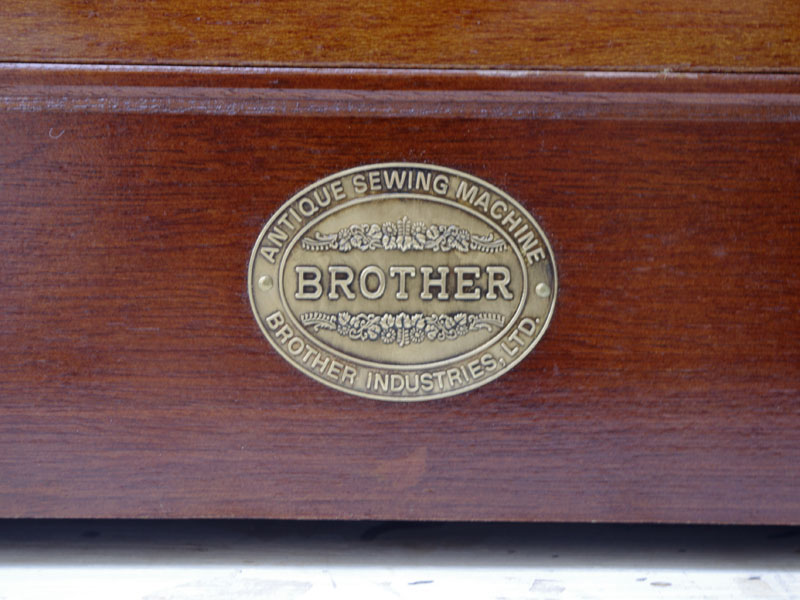 ANTIQUE SEWING MACHINE
BROTHER
BROTHER INDUSTRIES, LTD.